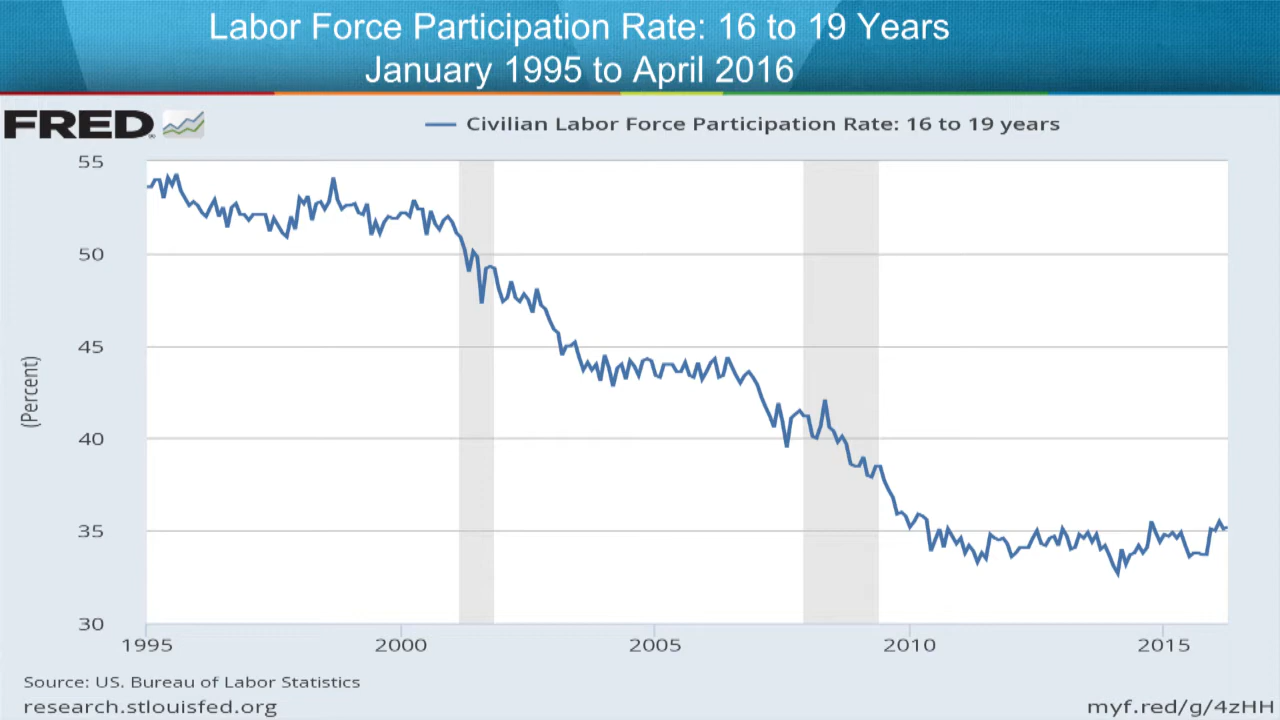 Labor Force Participation Rate: 16 to 19 Years
January 1995 to April 2016
FRED
Civilian Labor Force Participation Rate: 16 to 19 years
55
50
45
40
35
30
(Percent)
1995 2000 2005 2010 2015
Source: US. Bureau of Labor Statistics
research.stlouisfed.org
myf.red/g/4zHH